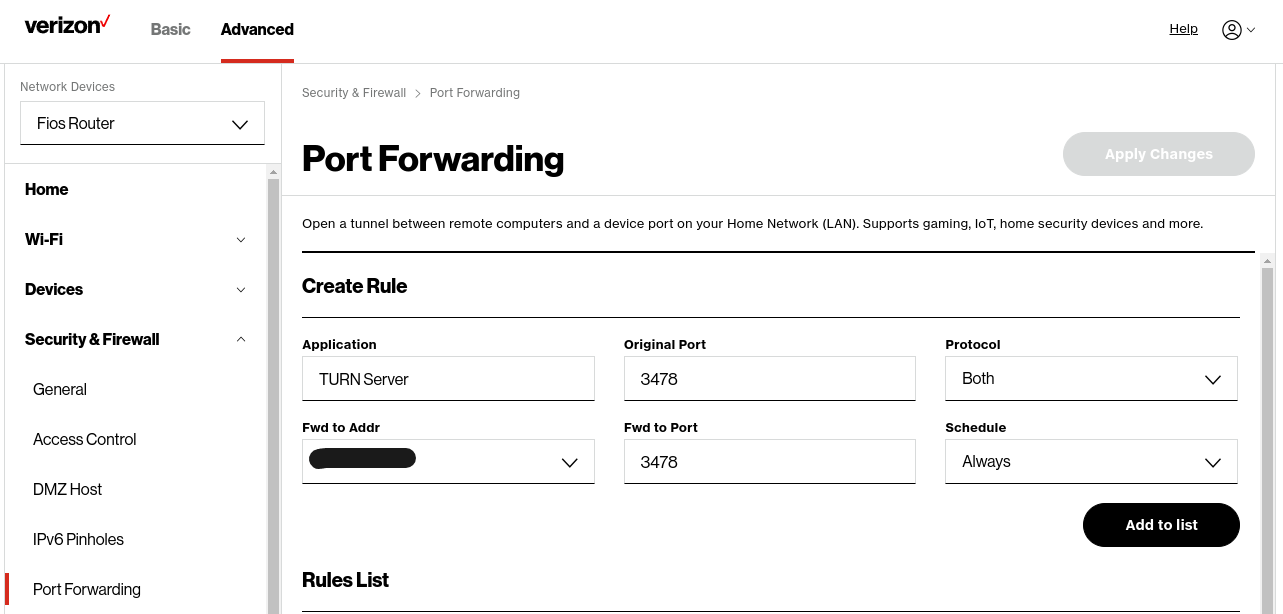 verizon
Basic
Advanced
Help
Network Devices
Fios Router
Home
Wi-Fi
Devices
Security & Firewall
General
Access Control
DMZ Host
IPv6 Pinholes
Port Forwarding
Security & Firewall > Port Forwarding
Port Forwarding
Apply Changes
Open a tunnel between remote computers and a device port on your Home Network (LAN). Supports gaming, IoT, home security devices and more.
Create Rule
Application
TURN Server
Original Port
3478
Protocol
Both
Fwd to Addr
Fwd to Port
3478
Schedule
Always
Add to list
Rules List